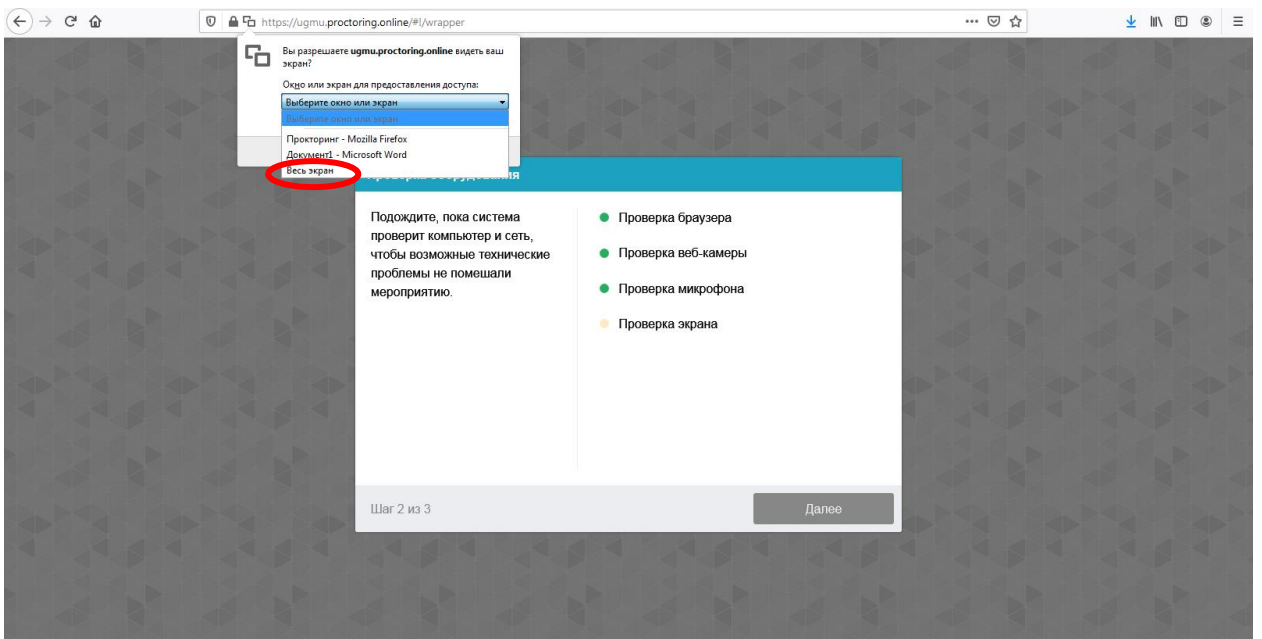 https://ugmu.proctoring.online/#!/wrapper
Вы разрешаете ugmu.proctoring.online видеть ваш
экран?
Окно или экран для предоставления доступа:
Выберите окно или экран
Выберите окно или экран
Прокторинг - Mozilla Firefox
Документ1 - Microsoft Word
Весь экран
Проверка оборудования
Подождите, пока система
проверит компьютер и сеть,
чтобы возможные технические
проблемы не помешали
мероприятию.
Проверка браузера
Проверка веб-камеры
Проверка микрофона
Проверка экрана
Шаг 2 из 3
Далее